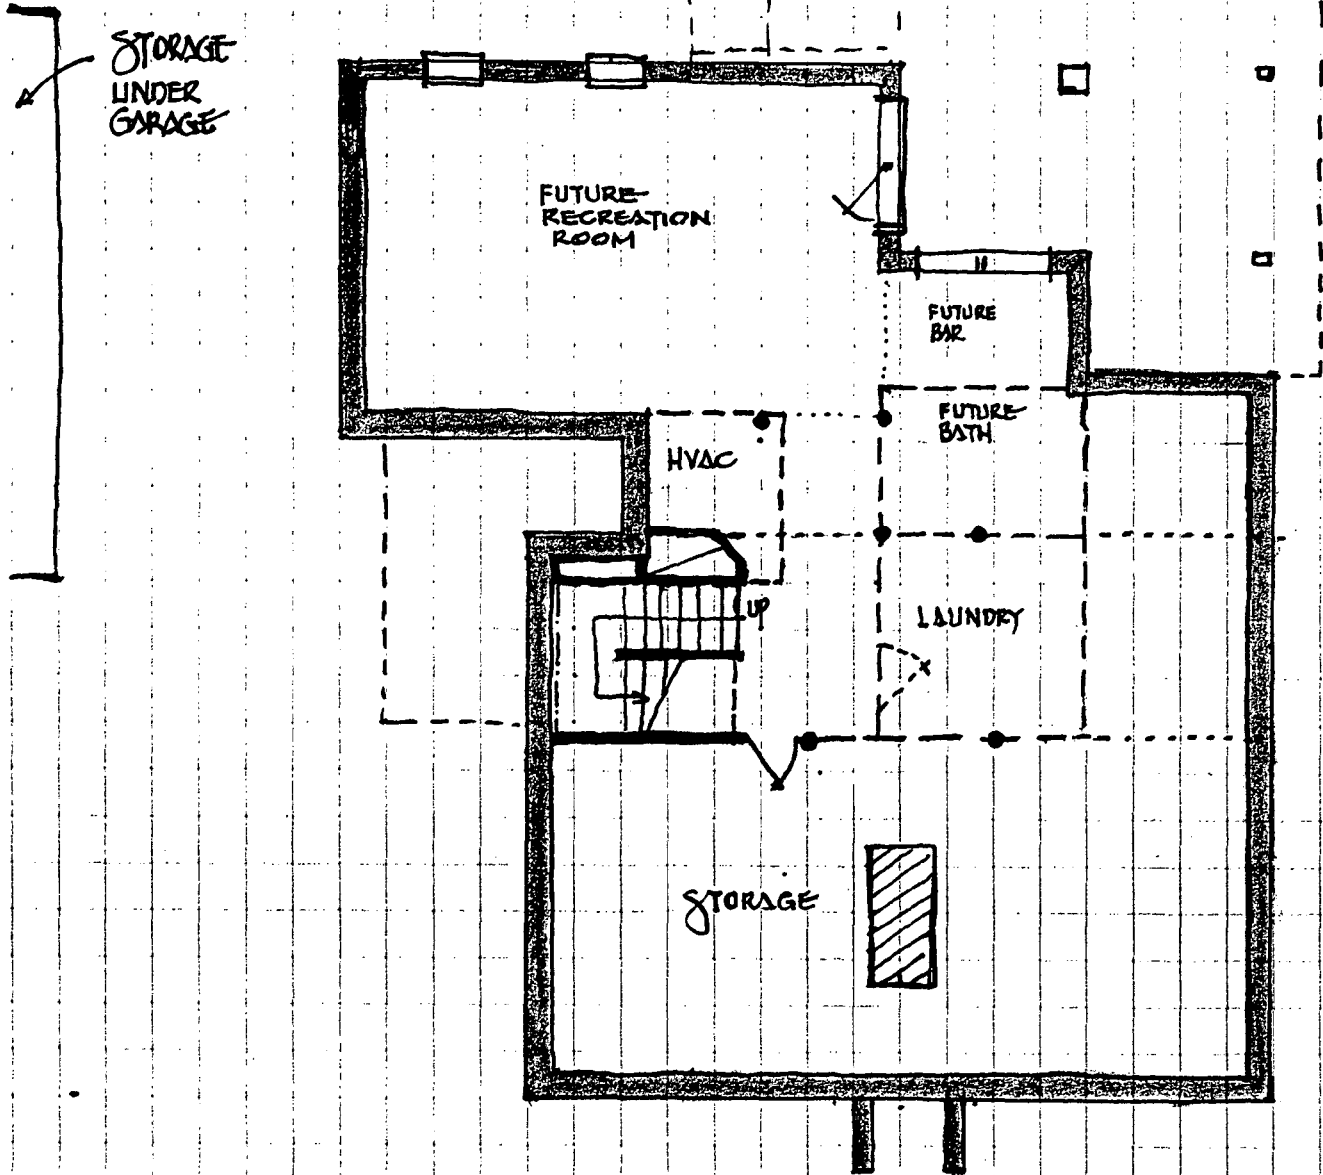 STORAGE
UNDER
GARAGE
FUTURE
RECREATION
ROOM
FUTURE
BAR
FUTURE
BATH
HVAC
LAUNDRY
UP
STORAGE